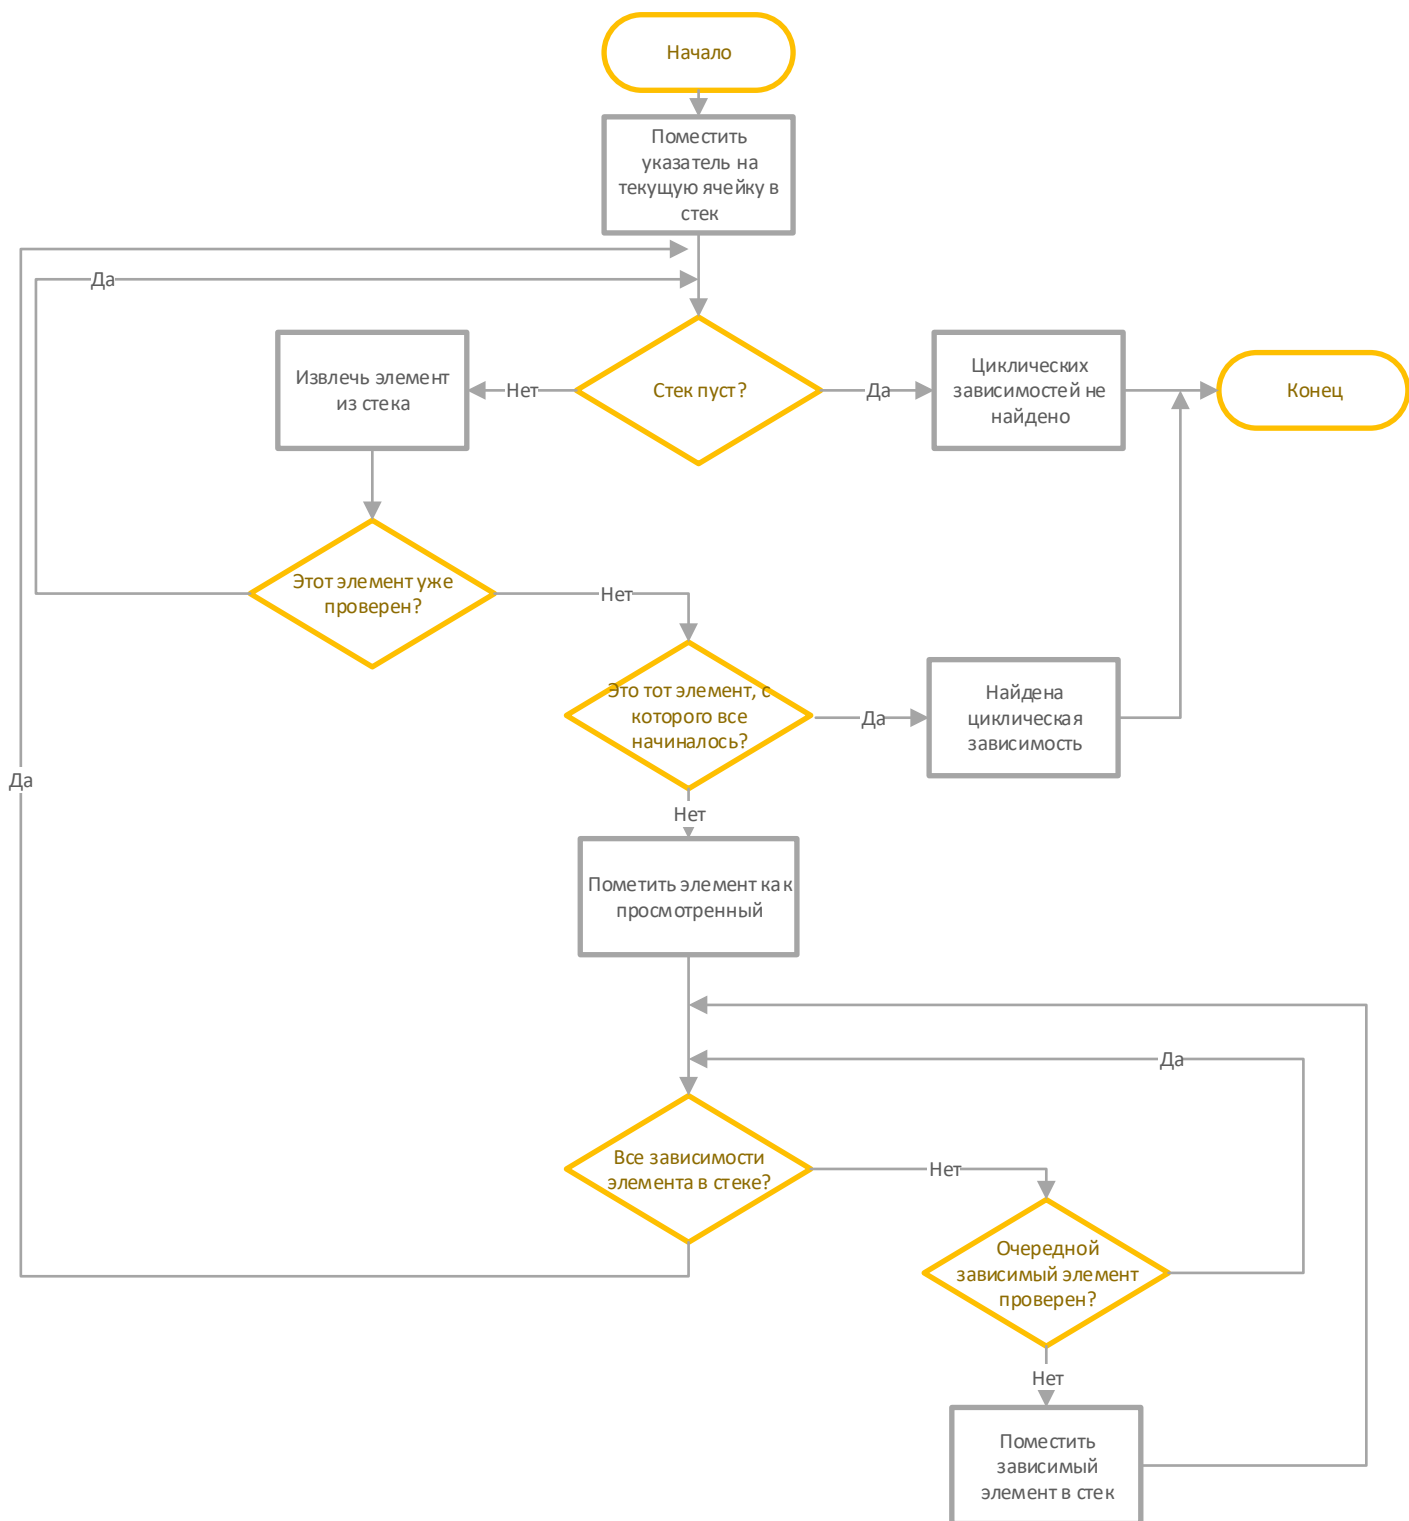 Начало
Поместить
указатель на
текущую ячейку в
стек
Да
Извлечь элемент
из стека
Нет
Стек пуст?
Да
Циклических
зависимостей не
найдено
Конец
Этот элемент уже
проверен?
Нет
Это тот элемент, с
которого все
начиналось?
Да
Найдена
циклическая
зависимость
Да
Нет
Пометить элемент как
просмотренный
Да
Все зависимости
элемента в стеке?
Нет
Очередной
зависимый элемент
проверен?
Нет
Поместить
зависимый
элемент в стек